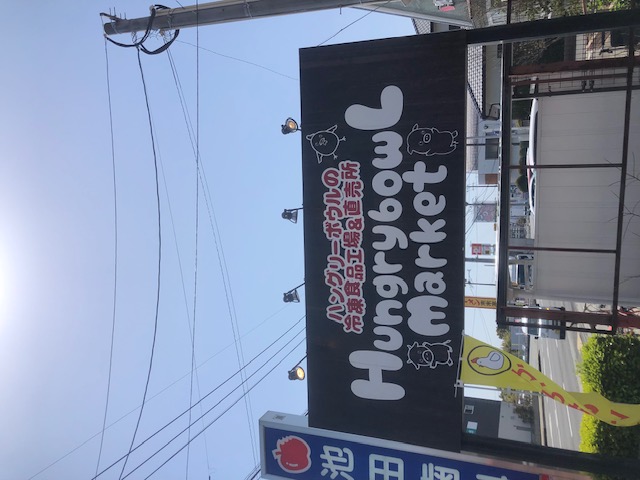 ハングリーボウルの
冷凍食品工場&直売所
HungrybowL
market
池田歯